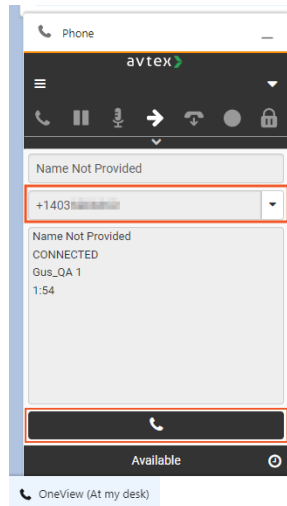 Phone
avtex
Name Not Provided
+1403
Name Not Provided
CONNECTED
Gus_QA 1
1:54
Available
OneView (At my desk)